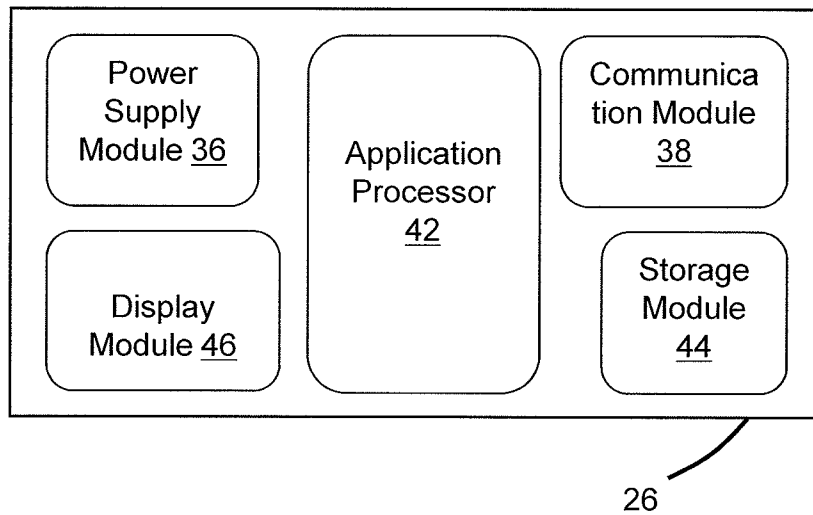 Power
Supply
Module 36
Application
Processor
42
Communica
tion Module
38
Display
Module 46
Storage
Module
44
26